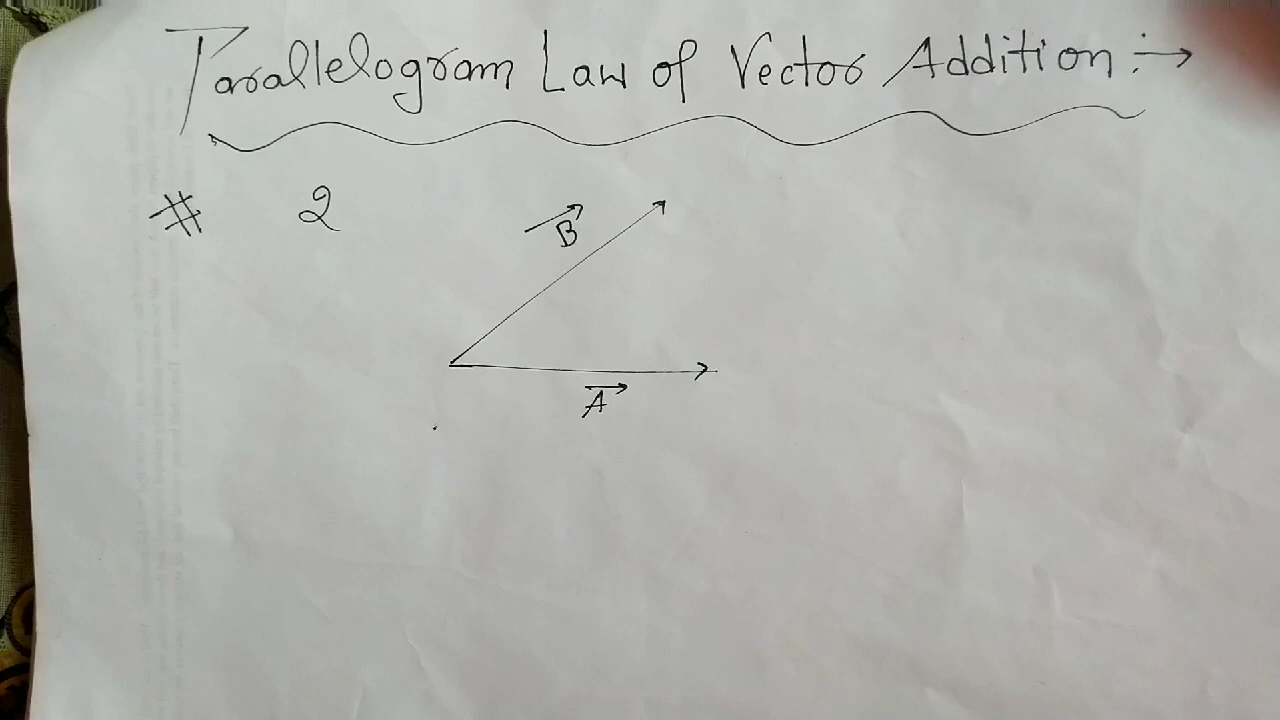 Parallelogram Law of Vector Addition :→
# 2
B→
A→